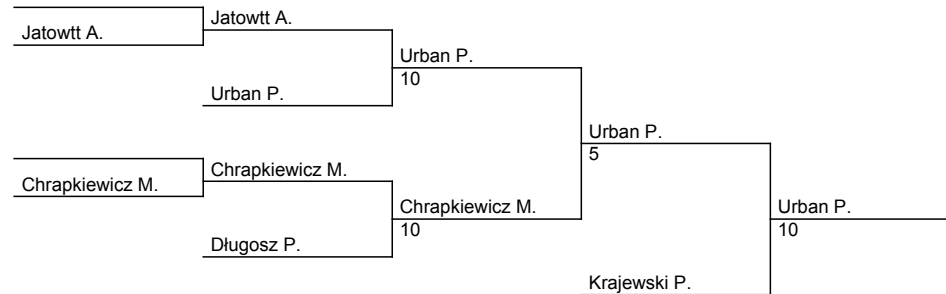 Jatowtt A.
Jatowtt A.
Urban P.
10
Urban P.
Urban P.
5
Chrapkiewicz M.
Chrapkiewicz M.
Chrapkiewicz M.
10
Urban P.
10
Długosz P.
Krajewski P.